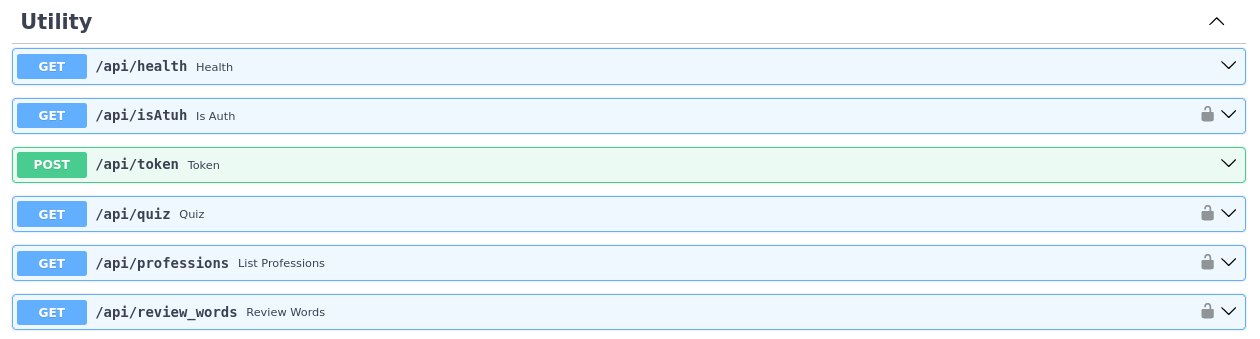 Utility
GET /api/health Health
GET /api/isAtuh Is Auth
POST /api/token Token
GET /api/quiz Quiz
GET /api/professions List Professions
GET /api/review_words Review Words